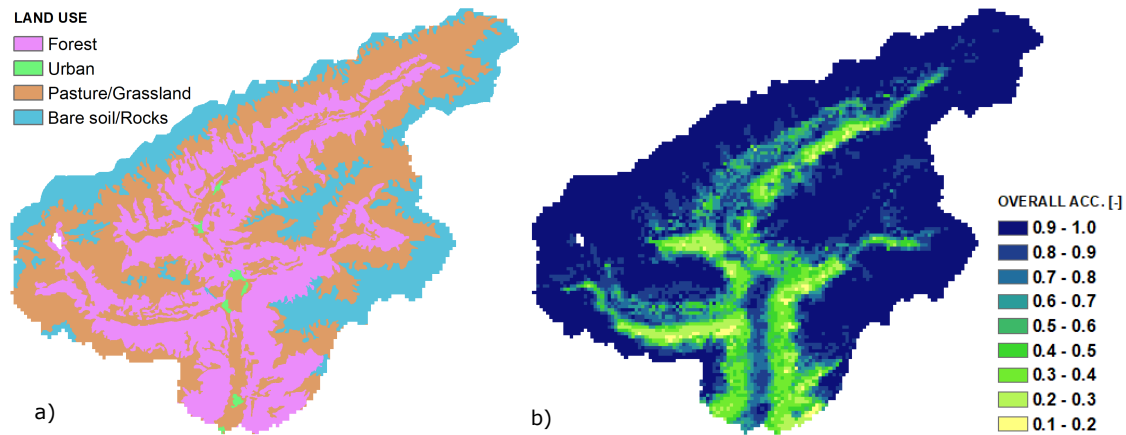 LAND USE
Forest
Urban
Pasture/Grassland
Bare soil/Rocks
a)
OVERALL ACC. [-]
0.9 - 1.0
0.8 - 0.9
0.7 - 0.8
0.6 - 0.7
0.5 - 0.6
0.4 - 0.5
0.3 - 0.4
0.2 - 0.3
0.1 - 0.2
b)